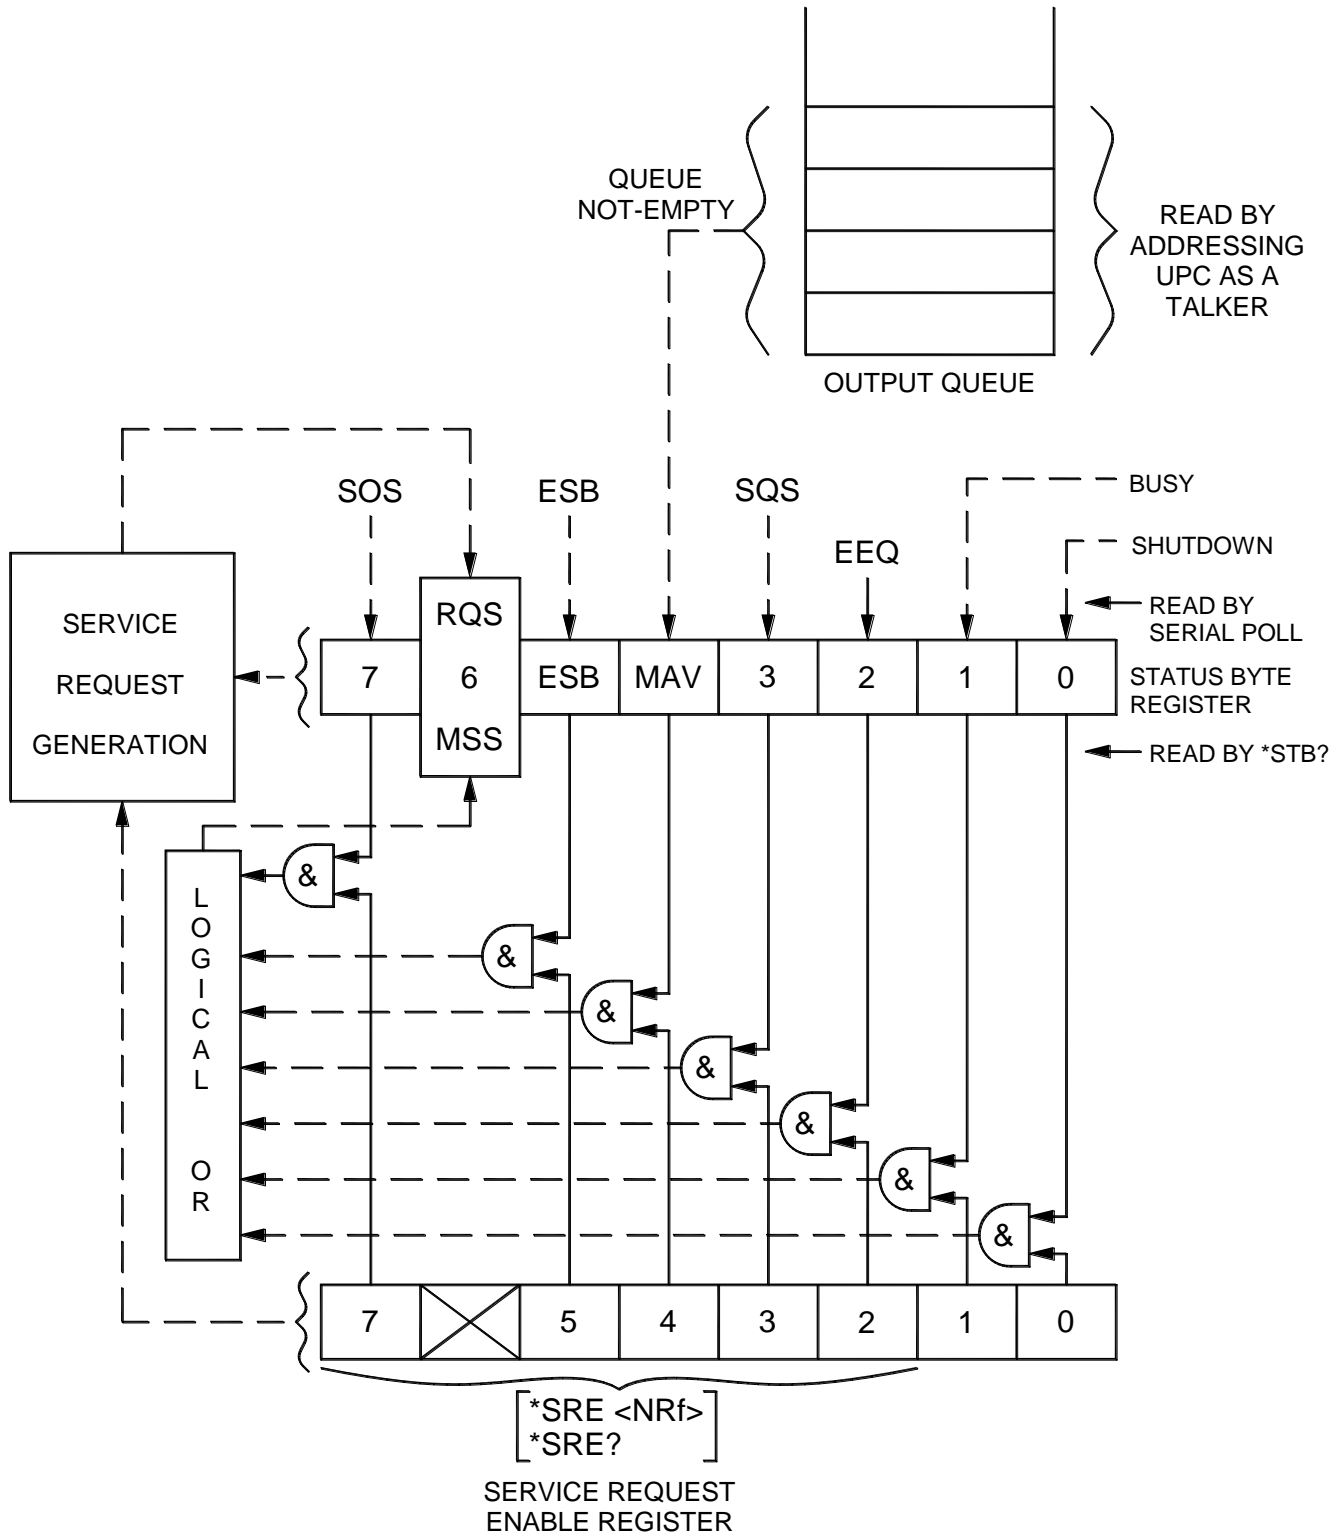 QUEUE
NOT-EMPTY
READ BY
ADDRESSING
UPC AS A
TALKER
OUTPUT QUEUE
SOS
ESB
SQS
EEQ
BUSY
SHUTDOWN
READ BY
SERIAL POLL
SERVICE
REQUEST
GENERATION
RQS
7
6
ESB
MAV
3
2
1
0
MSS
STATUS BYTE
REGISTER
READ BY *STB?
&
&
&
&
&
&
&
LOGICAL OR
7
5
4
3
2
1
0
*SRE <NRf>
*SRE?
SERVICE REQUEST
ENABLE REGISTER